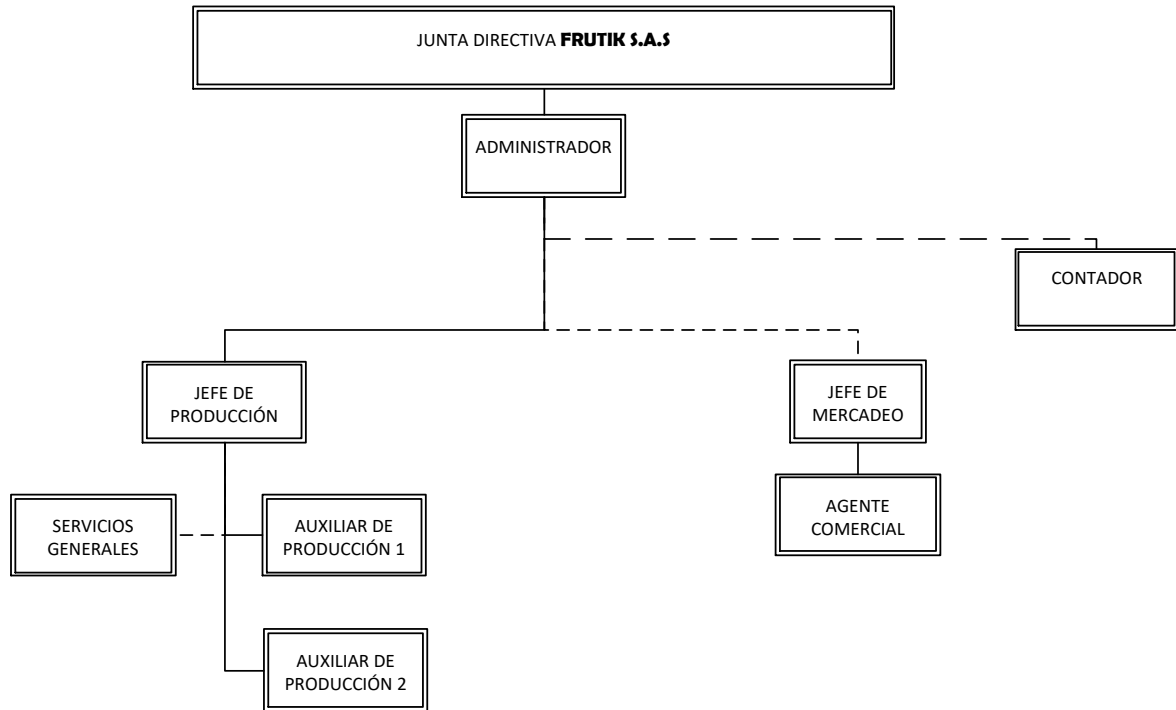 JUNTA DIRECTIVA FRUTIK S.A.S
ADMINISTRADOR
CONTADOR
JEFE DE
PRODUCCIÓN
JEFE DE
MERCADEO
SERVICIOS
GENERALES
AUXILIAR DE
PRODUCCIÓN 1
AGENTE
COMERCIAL
AUXILIAR DE
PRODUCCIÓN 2